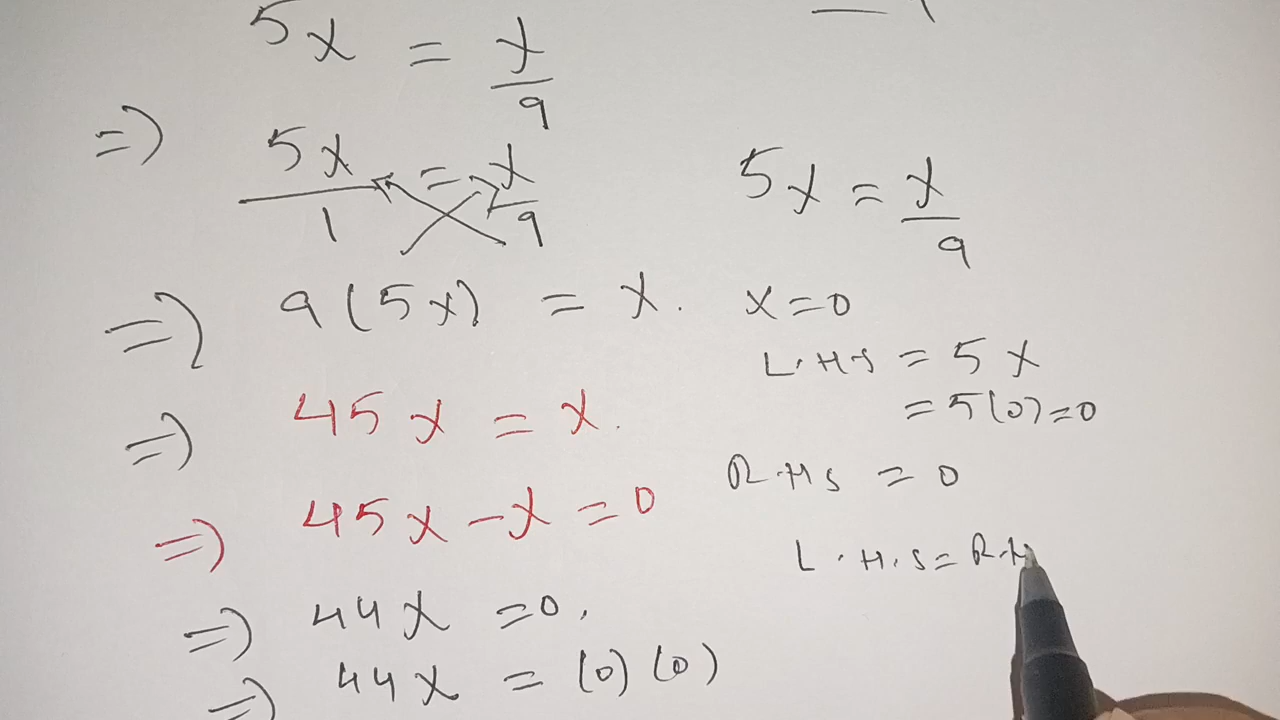 5x = x/9
=> 5x/1 = x/9
=> 9(5x) = x.
=> 45x = x.
=> 45x - x = 0
=> 44x = 0,
=> 44x = (0)(0)
5x = x/9
x = 0
L.H.S = 5x
= 5(0) = 0
R.H.S = 0
L.H.S = R.H